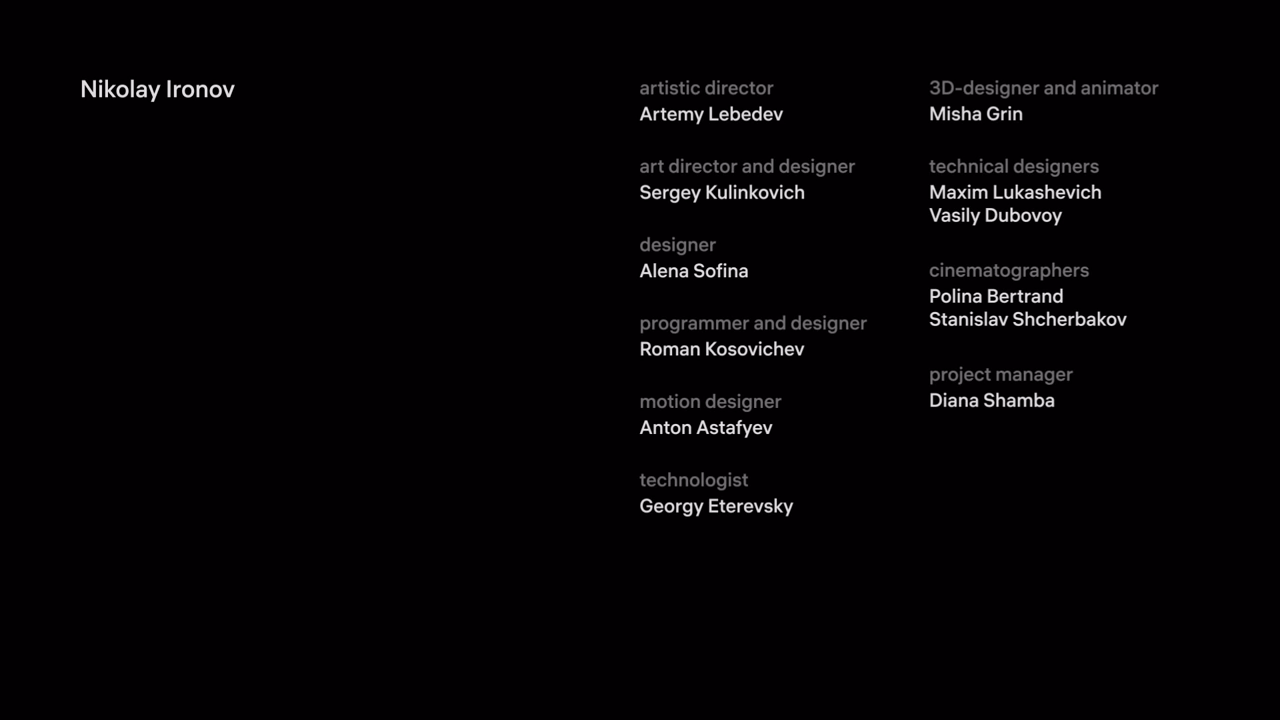 Nikolay Ironov
artistic director
Artemy Lebedev
art director and designer
Sergey Kulinkovich
designer
Alena Sofina
programmer and designer
Roman Kosovichev
motion designer
Anton Astafyev
technologist
Georgy Eterevsky
3D-designer and animator
Misha Grin
technical designers
Maxim Lukashevich
Vasily Dubovoy
cinematographers
Polina Bertrand
Stanislav Shcherbakov
project manager
Diana Shamba